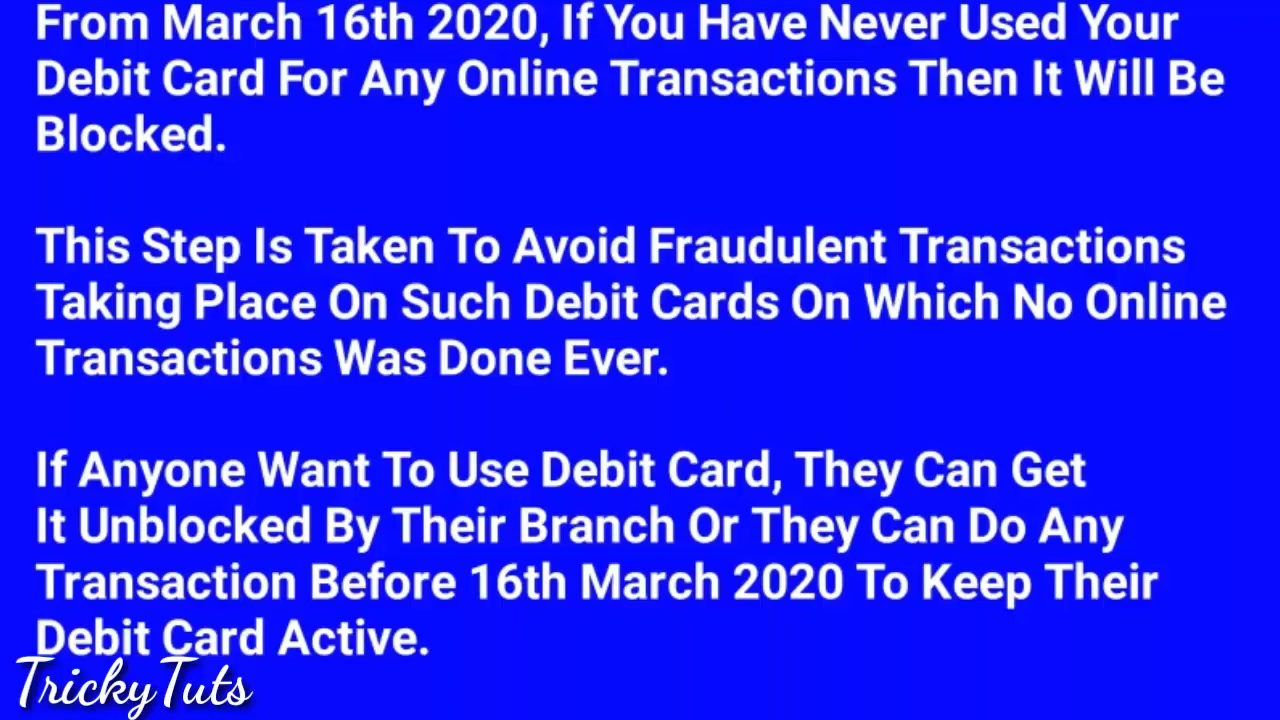 From March 16th 2020, If You Have Never Used Your
Debit Card For Any Online Transactions Then It Will Be
Blocked.
This Step Is Taken To Avoid Fraudulent Transactions
Taking Place On Such Debit Cards On Which No Online
Transactions Was Done Ever.
If Anyone Want To Use Debit Card, They Can Get
It Unblocked By Their Branch Or They Can Do Any
Transaction Before 16th March 2020 To Keep Their
Debit Card Active.
TrickyTuts